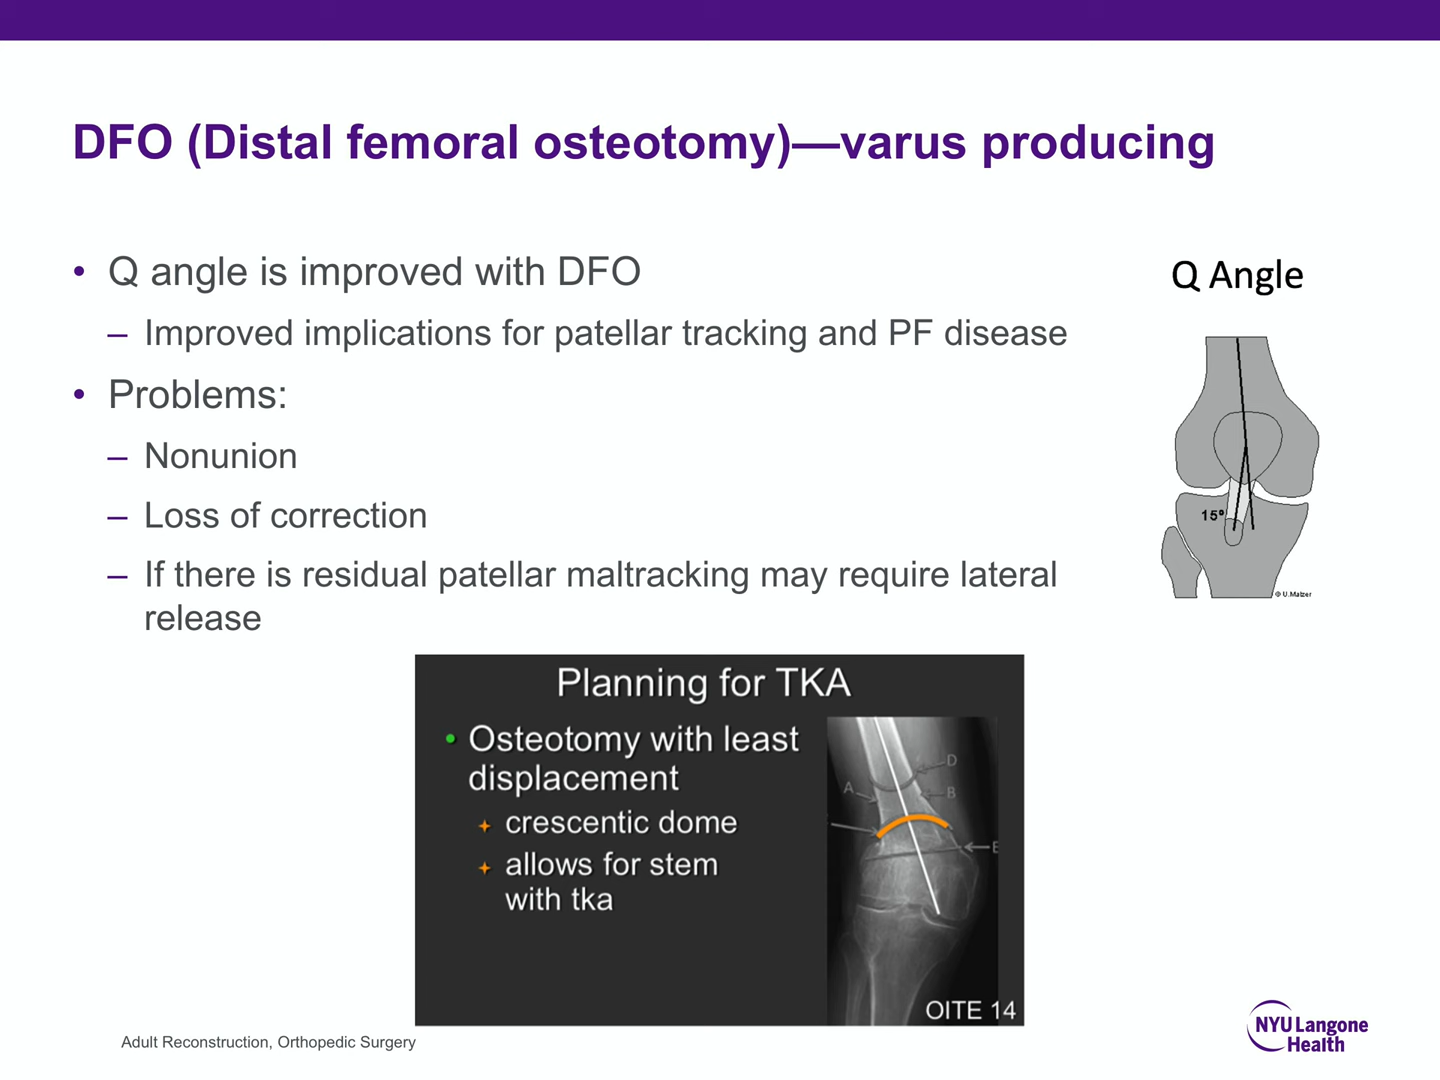 DFO (Distal femoral osteotomy)—varus producing
• Q angle is improved with DFO
– Improved implications for patellar tracking and PF disease
• Problems:
– Nonunion
– Loss of correction
– If there is residual patellar maltracking may require lateral
release
Q Angle
15°
© U.Matzer
Planning for TKA
• Osteotomy with least
displacement
crescentic dome
allows for stem
with tka
D
A
B
E
OITE 14
Adult Reconstruction, Orthopedic Surgery
NYU Langone
Health